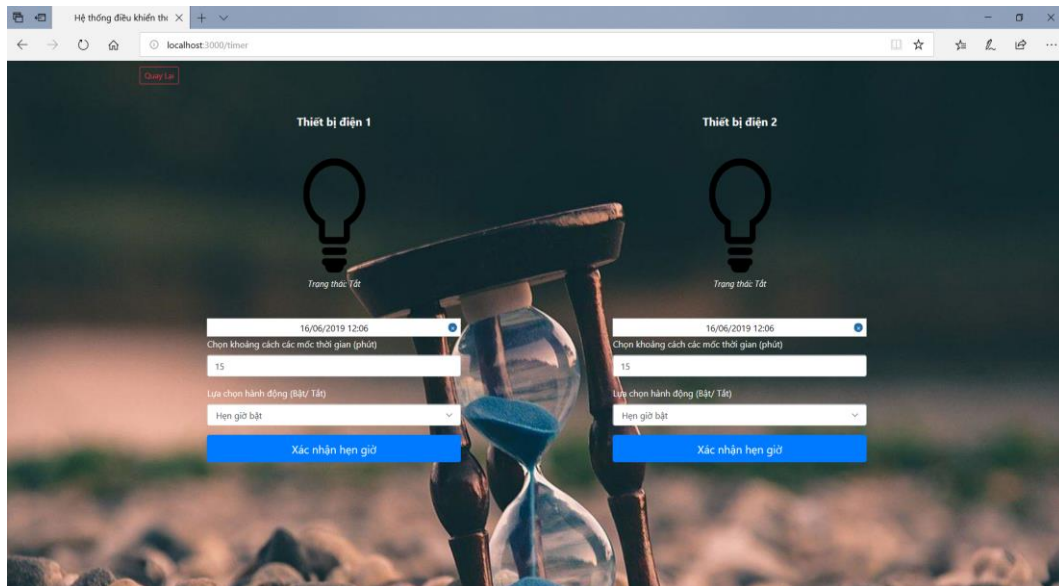 Hệ thống điều khiển thơ
localhost:3000/timer
Quay Lại
Thiết bị điện 1
Trạng thái: Tắt
16/06/2019 12:06
Chọn khoảng cách các mốc thời gian (phút)
15
Lựa chọn hành động (Bật/ Tắt)
Hẹn giờ bật
Xác nhận hẹn giờ
Thiết bị điện 2
Trạng thái: Tắt
16/06/2019 12:06
Chọn khoảng cách các mốc thời gian (phút)
15
Lựa chọn hành động (Bật/ Tắt)
Hẹn giờ bật
Xác nhận hẹn giờ